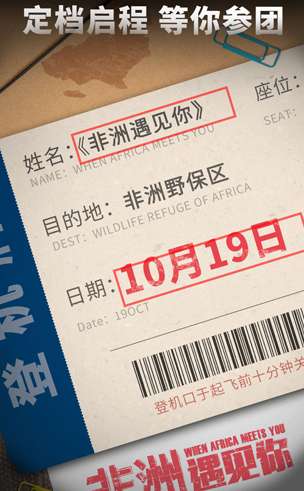 定档启程 等你参团
座位:
SEAT:
姓名:《非洲遇见你》
NAME: WHEN AFRICA MEETS YOU
目的地: 非洲野保区
DEST: WILDLIFE REFUGE OF AFRICA
日期: 10月19日
Date: 19OCT
登机
登机口于起飞前十分钟关
WHEN AFRICA MEETS YOU
非洲遇见你